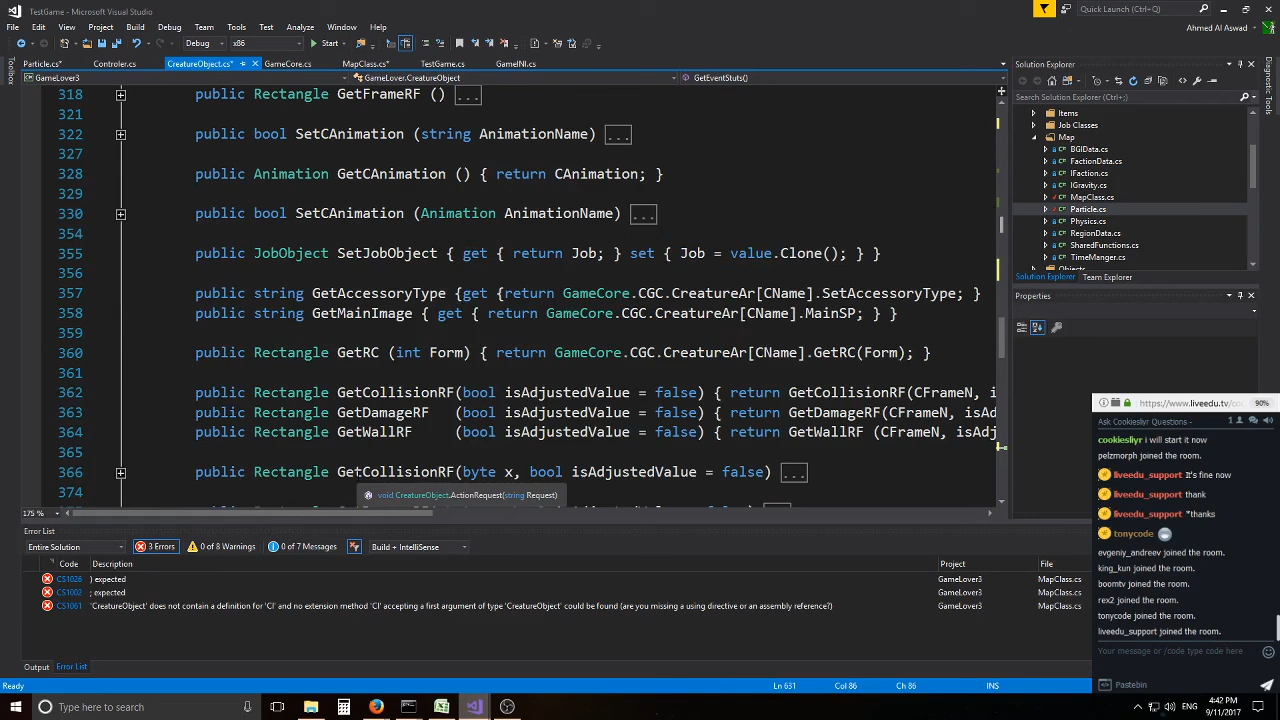 TestGame - Microsoft Visual Studio
Quick Launch (Ctrl+Q)
File Edit View Project Build Debug Team Tools Test Analyze Window Help
Ahmed Al Aswad
Debug x86 Start
Particle.cs* Controler.cs CreatureObject.cs* GameCore.cs MapClass.cs* TestGame.cs GameINI.cs
Toolbox
GameLover3 GameLover.CreatureObject GetEventStuts()
318 public Rectangle GetFrameRF () ...
321
322 public bool SetCAnimation (string AnimationName) ...
327
328 public Animation GetCAnimation () { return CAnimation; }
329
330 public bool SetCAnimation (Animation AnimationName) ...
354
355 public JobObject SetJobObject { get { return Job; } set { Job = value.Clone(); } }
356
357 public string GetAccessoryType {get {return GameCore.CGC.CreatureAr[CName].SetAccessoryType; }
358 public string GetMainImage { get { return GameCore.CGC.CreatureAr[CName].MainSP; } }
359
360 public Rectangle GetRC (int Form) { return GameCore.CGC.CreatureAr[CName].GetRC(Form); }
361
362 public Rectangle GetCollisionRF(bool isAdjustedValue = false) { return GetCollisionRF(CFrameN, i
363 public Rectangle GetDamageRF (bool isAdjustedValue = false) { return GetDamageRF(CFrameN, isA
364 public Rectangle GetWallRF (bool isAdjustedValue = false) { return GetWallRF (CFrameN, isAdj
365
366 public Rectangle GetCollisionRF(byte x, bool isAdjustedValue = false) ...
374
void CreatureObject.ActionRequest(string Request)
175 %
Solution Explorer
Search Solution Explorer (Ctrl+;)
Items
Job Classes
Map
BGIData.cs
FactionData.cs
IFaction.cs
IGravity.cs
MapClass.cs
Particle.cs
Physics.cs
RegionData.cs
SharedFunctions.cs
TimeManger.cs
Objects
Solution Explorer Team Explorer
Properties
Diagnostic Tools
Error List
Entire Solution 3 Errors 0 of 8 Warnings 0 of 7 Messages Build + IntelliSense
Code Description Project File
CS1026 ) expected GameLover3 MapClass.cs
CS1002 ; expected GameLover3 MapClass.cs
CS1061 'CreatureObject' does not contain a definition for 'CI' and no extension method 'CI' accepting a first argument of type 'CreatureObject' could be found (are you missing a using directive or an assembly reference?) GameLover3 MapClass.cs
Output Error List
Ready Ln 631 Col 86 Ch 86 INS
https://www.liveedu.tv/co 90%
Ask Cookiesliyr Questions - 1
cookiesliyr i will start it now
pelzmorph joined the room.
liveedu_support It's fine now
liveedu_support thank
liveedu_support *thanks
tonycode
evgeniy_andreev joined the room.
king_kun joined the room.
boomtv joined the room.
rex2 joined the room.
tonycode joined the room.
liveedu_support joined the room.
Your message or /code type code here
Pastebin
Type here to search
ENG
4:42 PM
9/11/2017